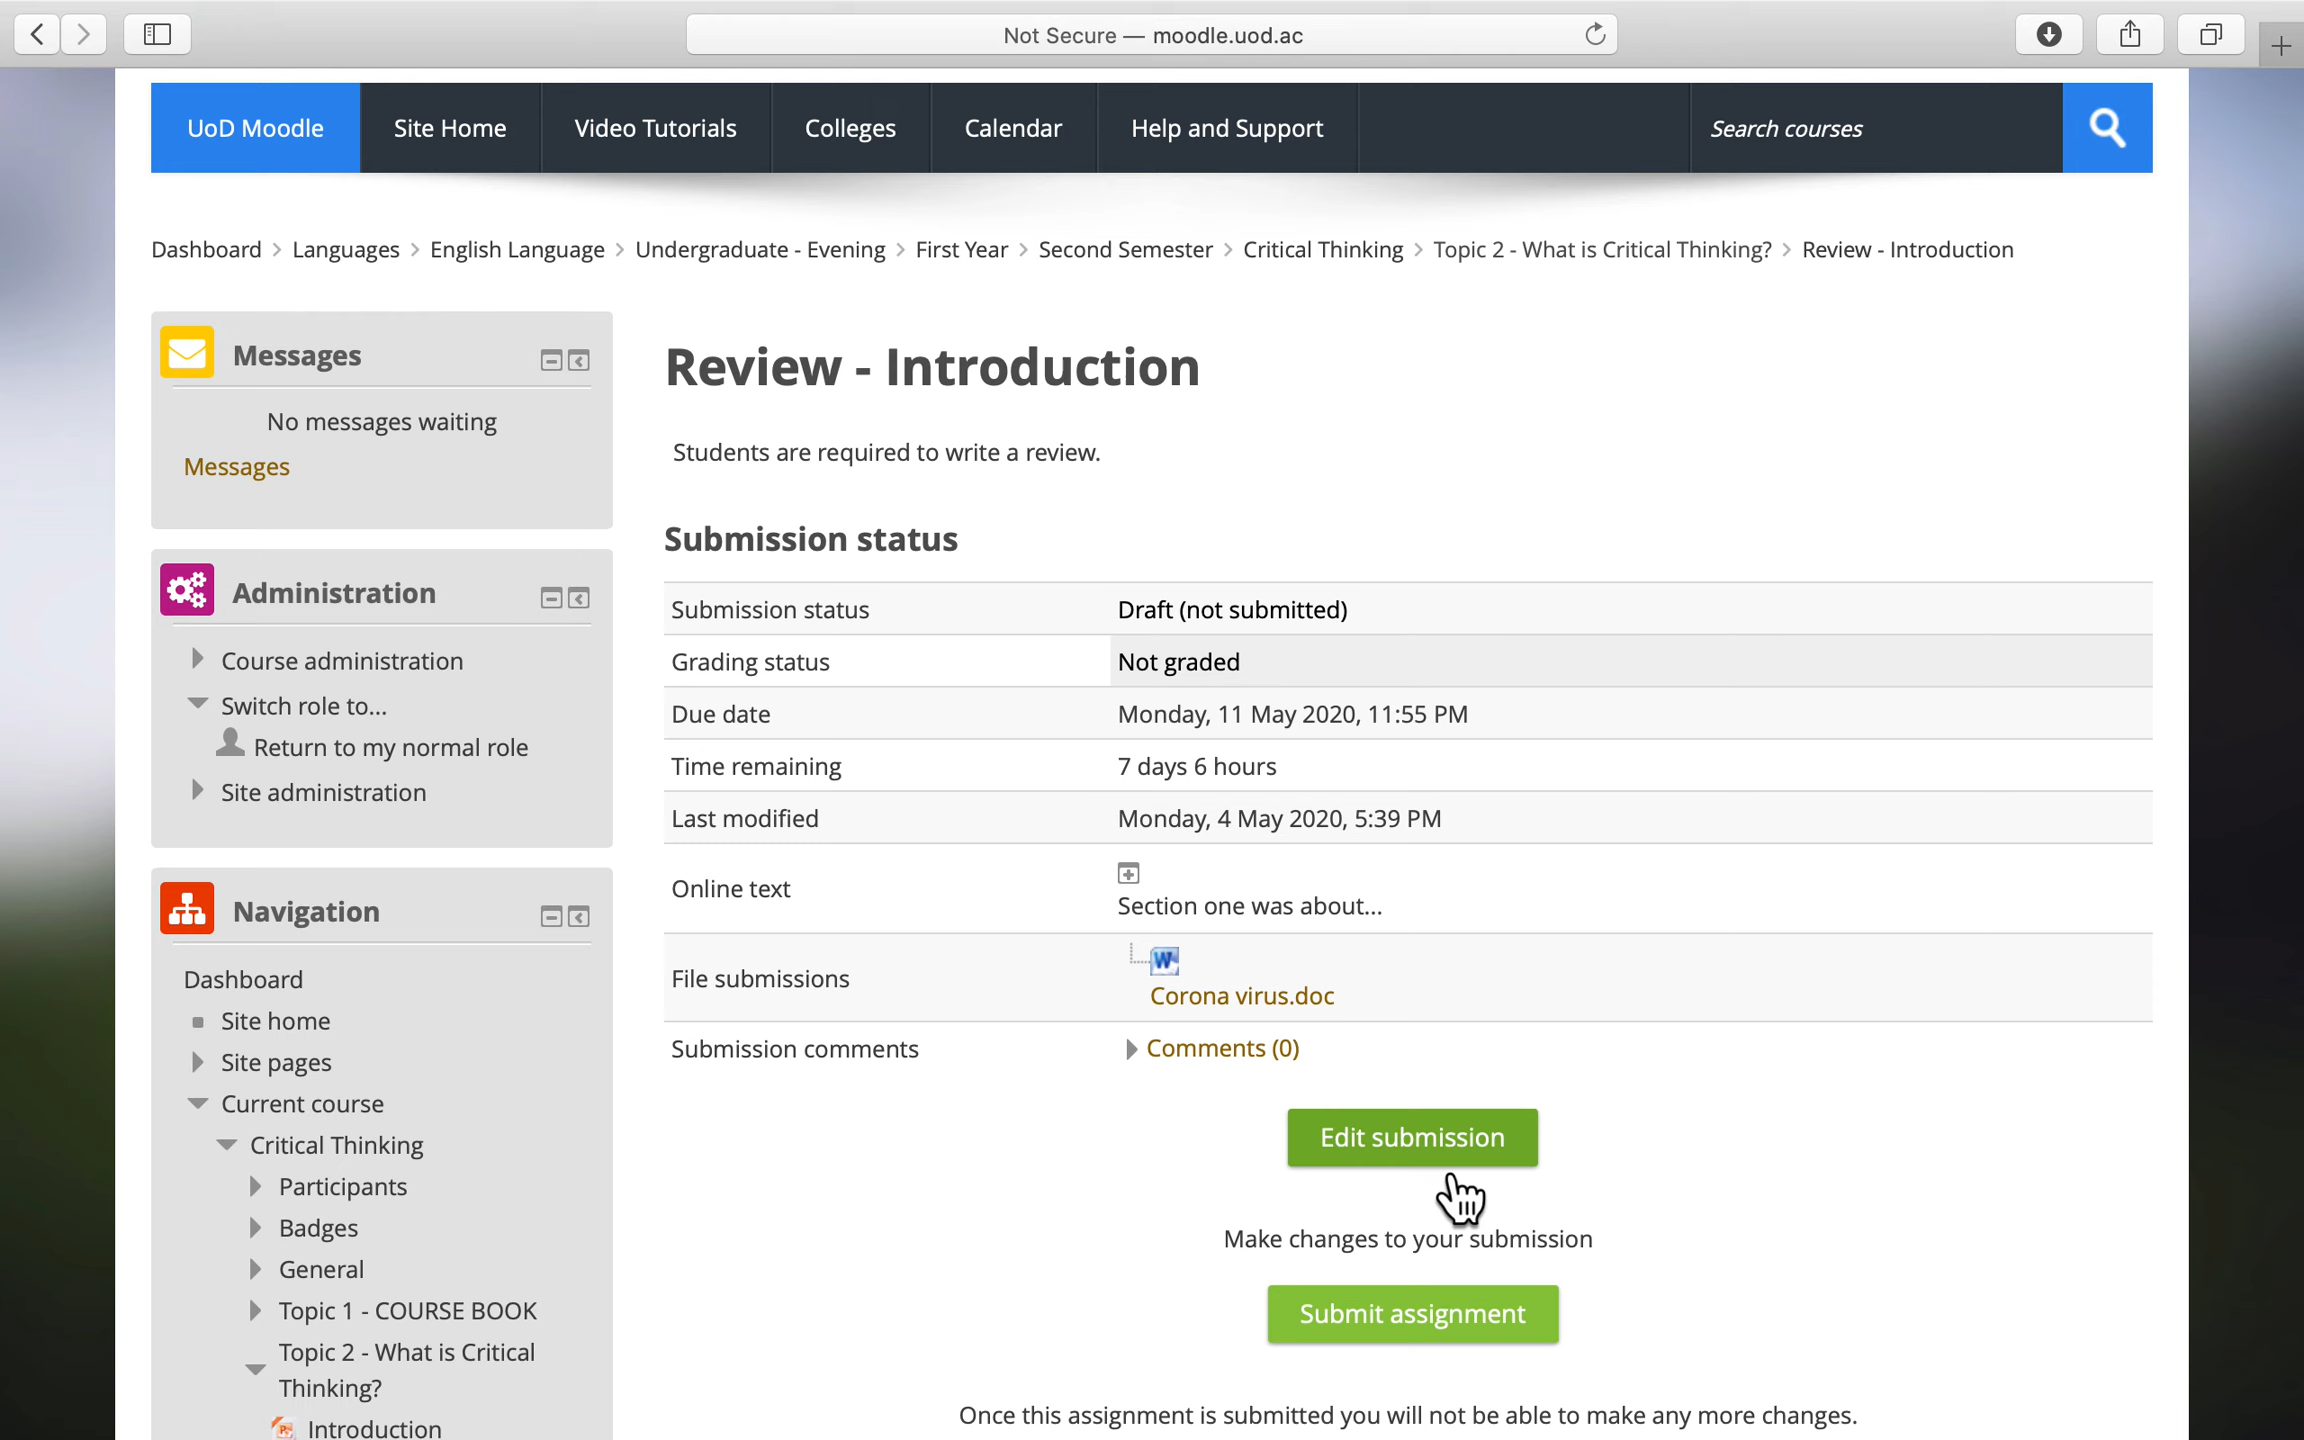 Not Secure — moodle.uod.ac
UoD Moodle
Site Home
Video Tutorials
Colleges
Calendar
Help and Support
Search courses
Dashboard > Languages > English Language > Undergraduate - Evening > First Year > Second Semester > Critical Thinking > Topic 2 - What is Critical Thinking? > Review - Introduction
Messages
No messages waiting
Messages
Administration
Course administration
Switch role to...
Return to my normal role
Site administration
Navigation
Dashboard
Site home
Site pages
Current course
Critical Thinking
Participants
Badges
General
Topic 1 - COURSE BOOK
Topic 2 - What is Critical
Thinking?
Introduction
Review - Introduction
Students are required to write a review.
Submission status
Submission status Draft (not submitted)
Grading status Not graded
Due date Monday, 11 May 2020, 11:55 PM
Time remaining 7 days 6 hours
Last modified Monday, 4 May 2020, 5:39 PM
Online text
Section one was about...
File submissions
Corona virus.doc
Submission comments Comments (0)
Edit submission
Make changes to your submission
Submit assignment
Once this assignment is submitted you will not be able to make any more changes.